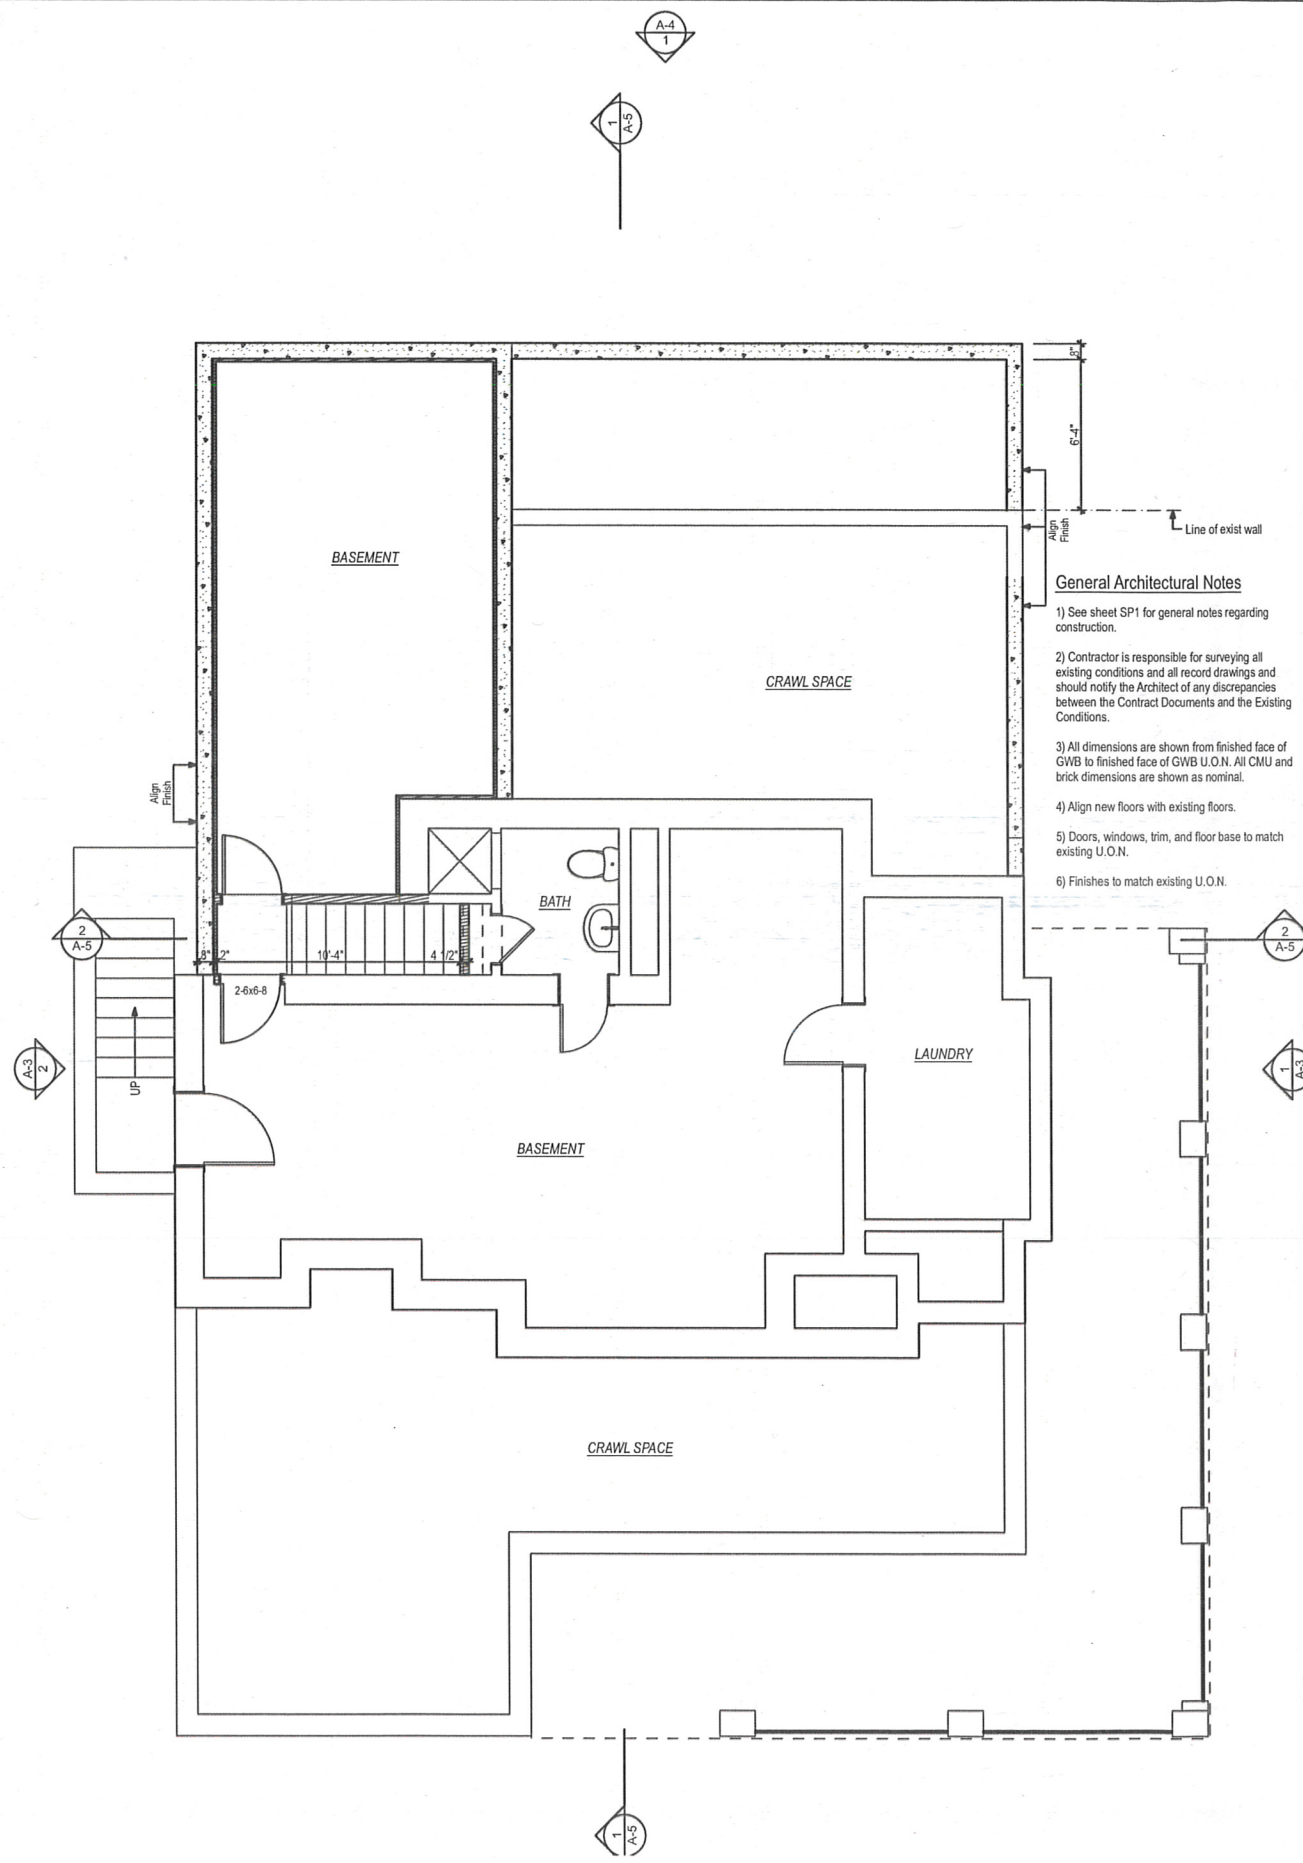 A-4
1
1
A-5
8"
6'-4"
Align
Finish
Line of exist wall
BASEMENT
CRAWL SPACE
General Architectural Notes
1) See sheet SP1 for general notes regarding
construction.
2) Contractor is responsible for surveying all
existing conditions and all record drawings and
should notify the Architect of any discrepancies
between the Contract Documents and the Existing
Conditions.
3) All dimensions are shown from finished face of
GWB to finished face of GWB U.O.N. All CMU and
brick dimensions are shown as nominal.
4) Align new floors with existing floors.
5) Doors, windows, trim, and floor base to match
existing U.O.N.
6) Finishes to match existing U.O.N.
Align
Finish
BATH
2
A-5
8"
2"
10'-4"
4 1/2"
2
A-5
2-6x6-8
A-3
2
UP
LAUNDRY
1
A-3
BASEMENT
CRAWL SPACE
1
A-5